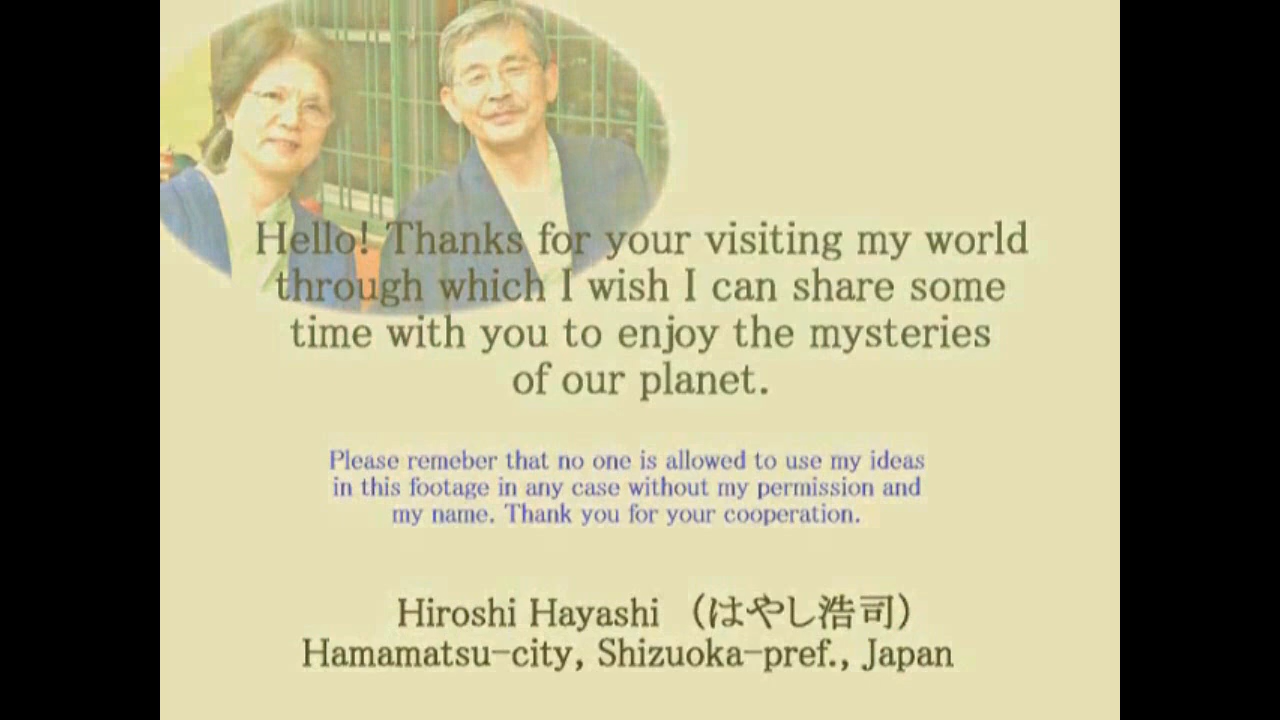 Hello! Thanks for your visiting my world
through which I wish I can share some
time with you to enjoy the mysteries
of our planet.
Please remeber that no one is allowed to use my ideas
in this footage in any case without my permission and
my name. Thank you for your cooperation.
Hiroshi Hayashi （はやし浩司）
Hamamatsu-city, Shizuoka-pref., Japan